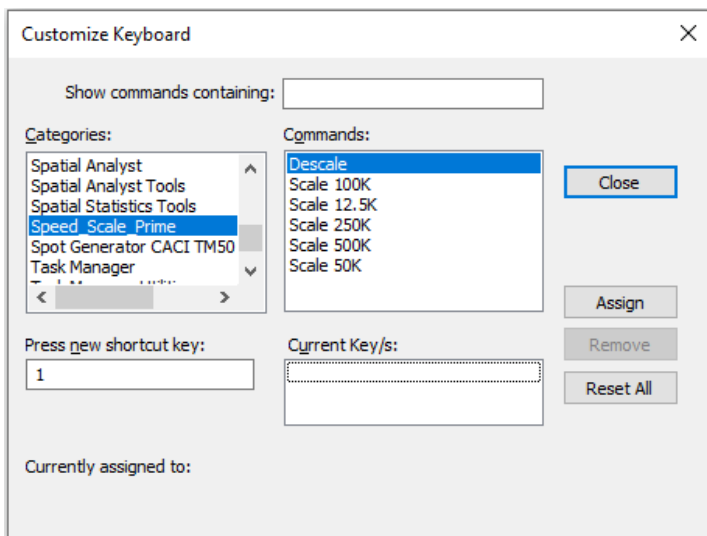 Customize Keyboard
Show commands containing:
Categories:
Commands:
Spatial Analyst
Spatial Analyst Tools
Spatial Statistics Tools
Speed_Scale_Prime
Spot Generator CACI TM50
Task Manager
Descale
Scale 100K
Scale 12.5K
Scale 250K
Scale 500K
Scale 50K
Close
Assign
Remove
Reset All
Press new shortcut key:
1
Current Key/s:
Currently assigned to: